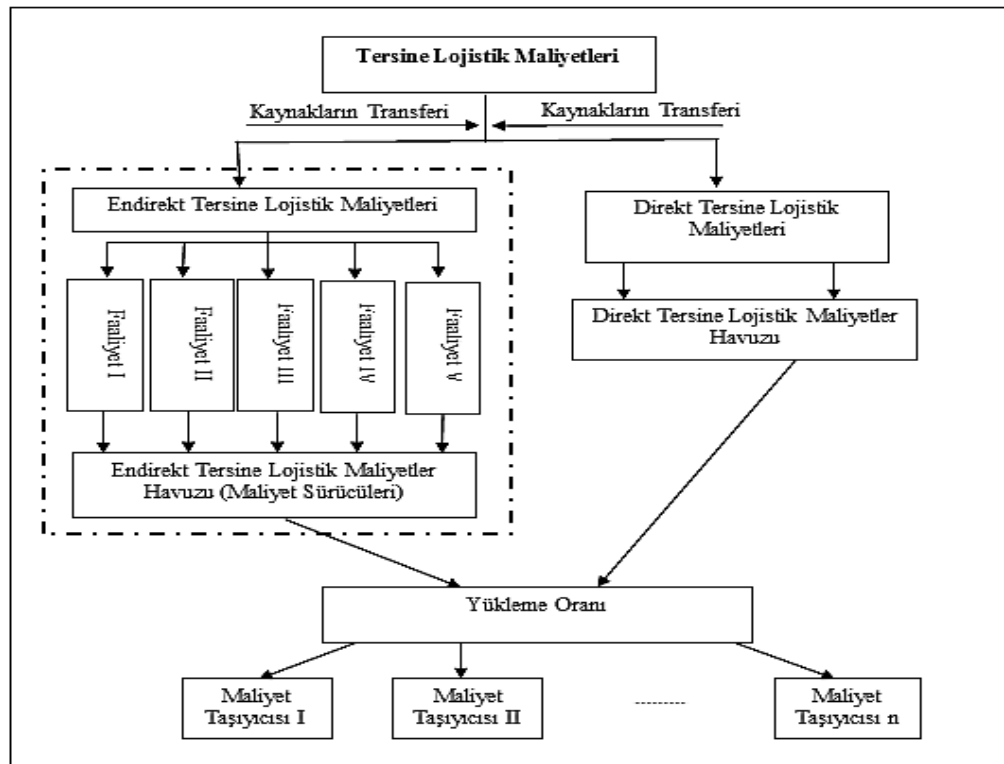 Tersine Lojistik Maliyetleri
Kaynakların Transferi
Kaynakların Transferi
Endirekt Tersine Lojistik Maliyetleri
Direkt Tersine Lojistik
Maliyetleri
Faaliyet I
Faaliyet II
Faaliyet III
Faaliyet IV
Faaliyet V
Direkt Tersine Lojistik Maliyetler
Havuzu
Endirekt Tersine Lojistik Maliyetler
Havuzu (Maliyet Sürücüleri)
Yükleme Oranı
Maliyet
Taşıyıcısı I
Maliyet
Taşıyıcısı II
---------
Maliyet
Taşıyıcısı n